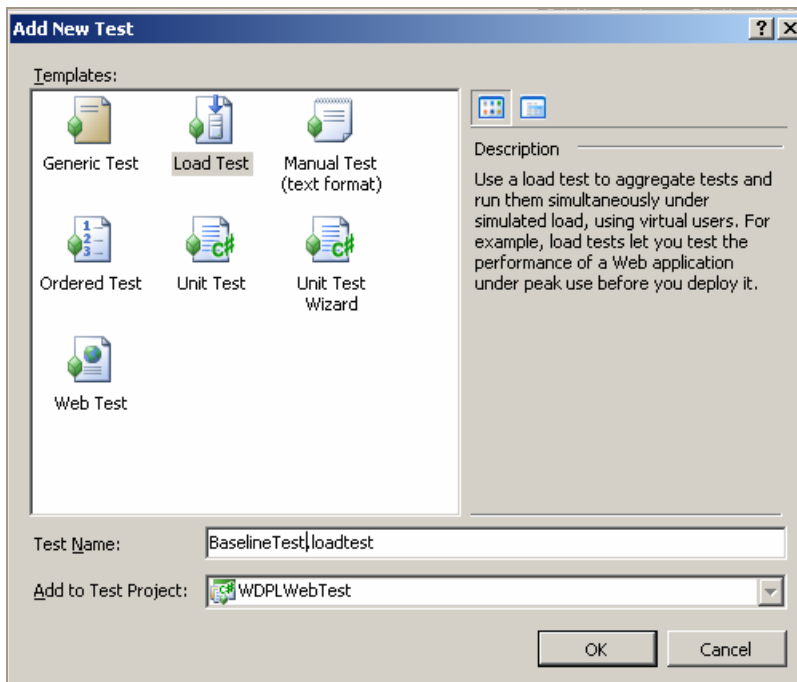 Add New Test
Templates:
Generic Test
Load Test
Manual Test
(text format)
Ordered Test
Unit Test
Unit Test
Wizard
Web Test
Description
Use a load test to aggregate tests and
run them simultaneously under
simulated load, using virtual users. For
example, load tests let you test the
performance of a Web application
under peak use before you deploy it.
Test Name:
BaselineTest.loadtest
Add to Test Project:
WDPLWebTest
OK
Cancel